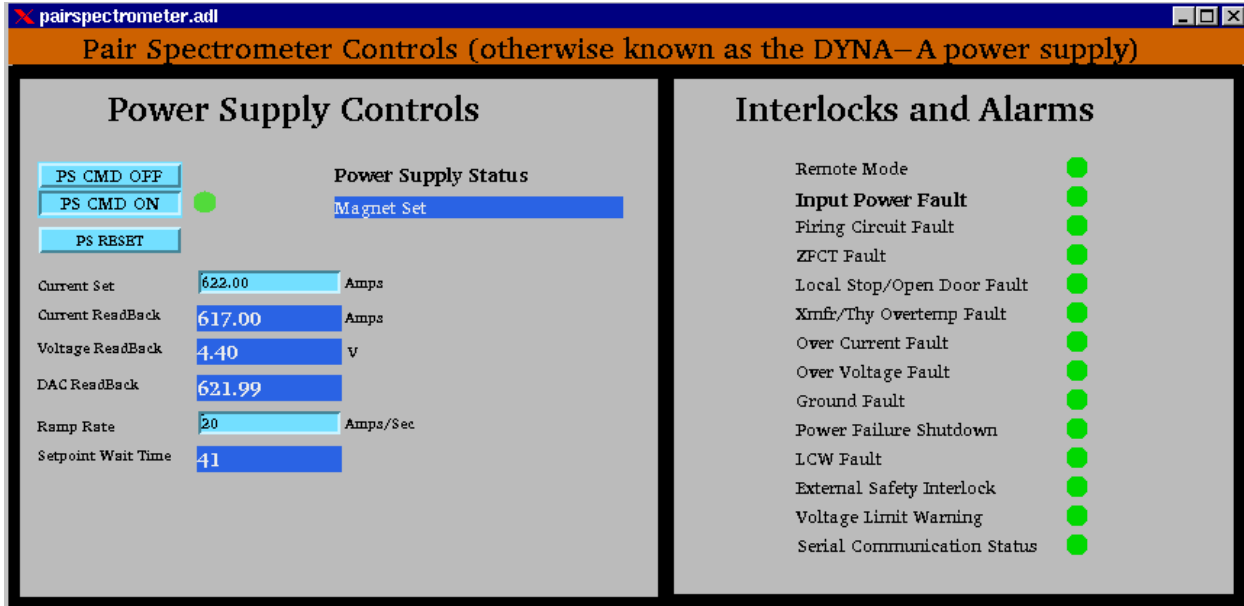 pairspectrometer.adl
Pair Spectrometer Controls (otherwise known as the DYNA–A power supply)
Power Supply Controls
PS CMD OFF
PS CMD ON
PS RESET
Power Supply Status
Magnet Set
Current Set 622.00 Amps
Current ReadBack 617.00 Amps
Voltage ReadBack 4.40 V
DAC ReadBack 621.99
Ramp Rate 20 Amps/Sec
Setpoint Wait Time 41
Interlocks and Alarms
Remote Mode
Input Power Fault
Firing Circuit Fault
ZFCT Fault
Local Stop/Open Door Fault
Xmfr/Thy Overtemp Fault
Over Current Fault
Over Voltage Fault
Ground Fault
Power Failure Shutdown
LCW Fault
External Safety Interlock
Voltage Limit Warning
Serial Communication Status